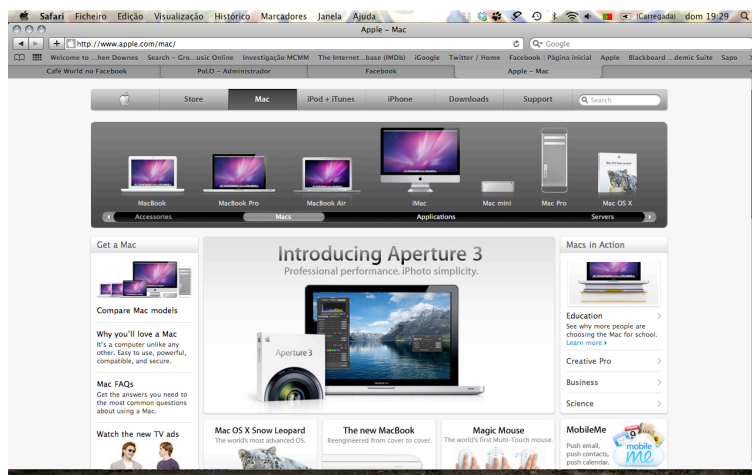 Safari Ficheiro Edição Visualização Histórico Marcadores Janela Ajuda (Carregada) dom 19:29
Apple – Mac
http://www.apple.com/mac/ Google
Welcome to ...hen Downes Search – Gro...usic Online Investigação MCMM The Internet...base (IMDb) iGoogle Twitter / Home Facebook | Página inicial Apple Blackboard ...demic Suite Sapo
Café World no Facebook PoLO – Administrador Facebook Apple – Mac
Store Mac iPod + iTunes iPhone Downloads Support Search
MacBook MacBook Pro MacBook Air iMac Mac mini Mac Pro Mac OS X
Accessories Macs Applications Servers
Get a Mac
Compare Mac models
Why you'll love a Mac
It's a computer unlike any
other. Easy to use, powerful,
compatible, and secure.
Mac FAQs
Get the answers you need to
the most common questions
about using a Mac.
Watch the new TV ads
Introducing Aperture 3
Professional performance. iPhoto simplicity.
Aperture 3
Macs in Action
Education
See why more people are
choosing the Mac for school.
Learn more
Creative Pro
Business
Science
Mac OS X Snow Leopard
The world's most advanced OS.
The new MacBook
Reengineered from cover to cover.
Magic Mouse
The world's first Multi-Touch mouse.
MobileMe
Push email,
push contacts,
push calendar.
mobile
me